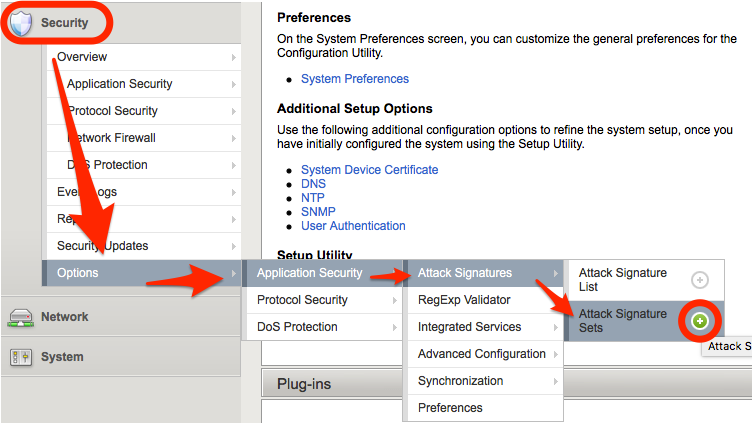 Security
Overview
Application Security
Protocol Security
Network Firewall
DoS Protection
Event Logs
Security Updates
Options
Network
System
Preferences
On the System Preferences screen, you can customize the general preferences for the
Configuration Utility.
System Preferences
Additional Setup Options
Use the following additional configuration options to refine the system setup, once you
have initially configured the system using the Setup Utility.
System Device Certificate
DNS
NTP
SNMP
User Authentication
Setup Utility
Application Security
Protocol Security
DoS Protection
Attack Signatures
RegExp Validator
Integrated Services
Advanced Configuration
Synchronization
Preferences
Attack Signature
List
Attack Signature
Sets
Attack S
Plug-ins